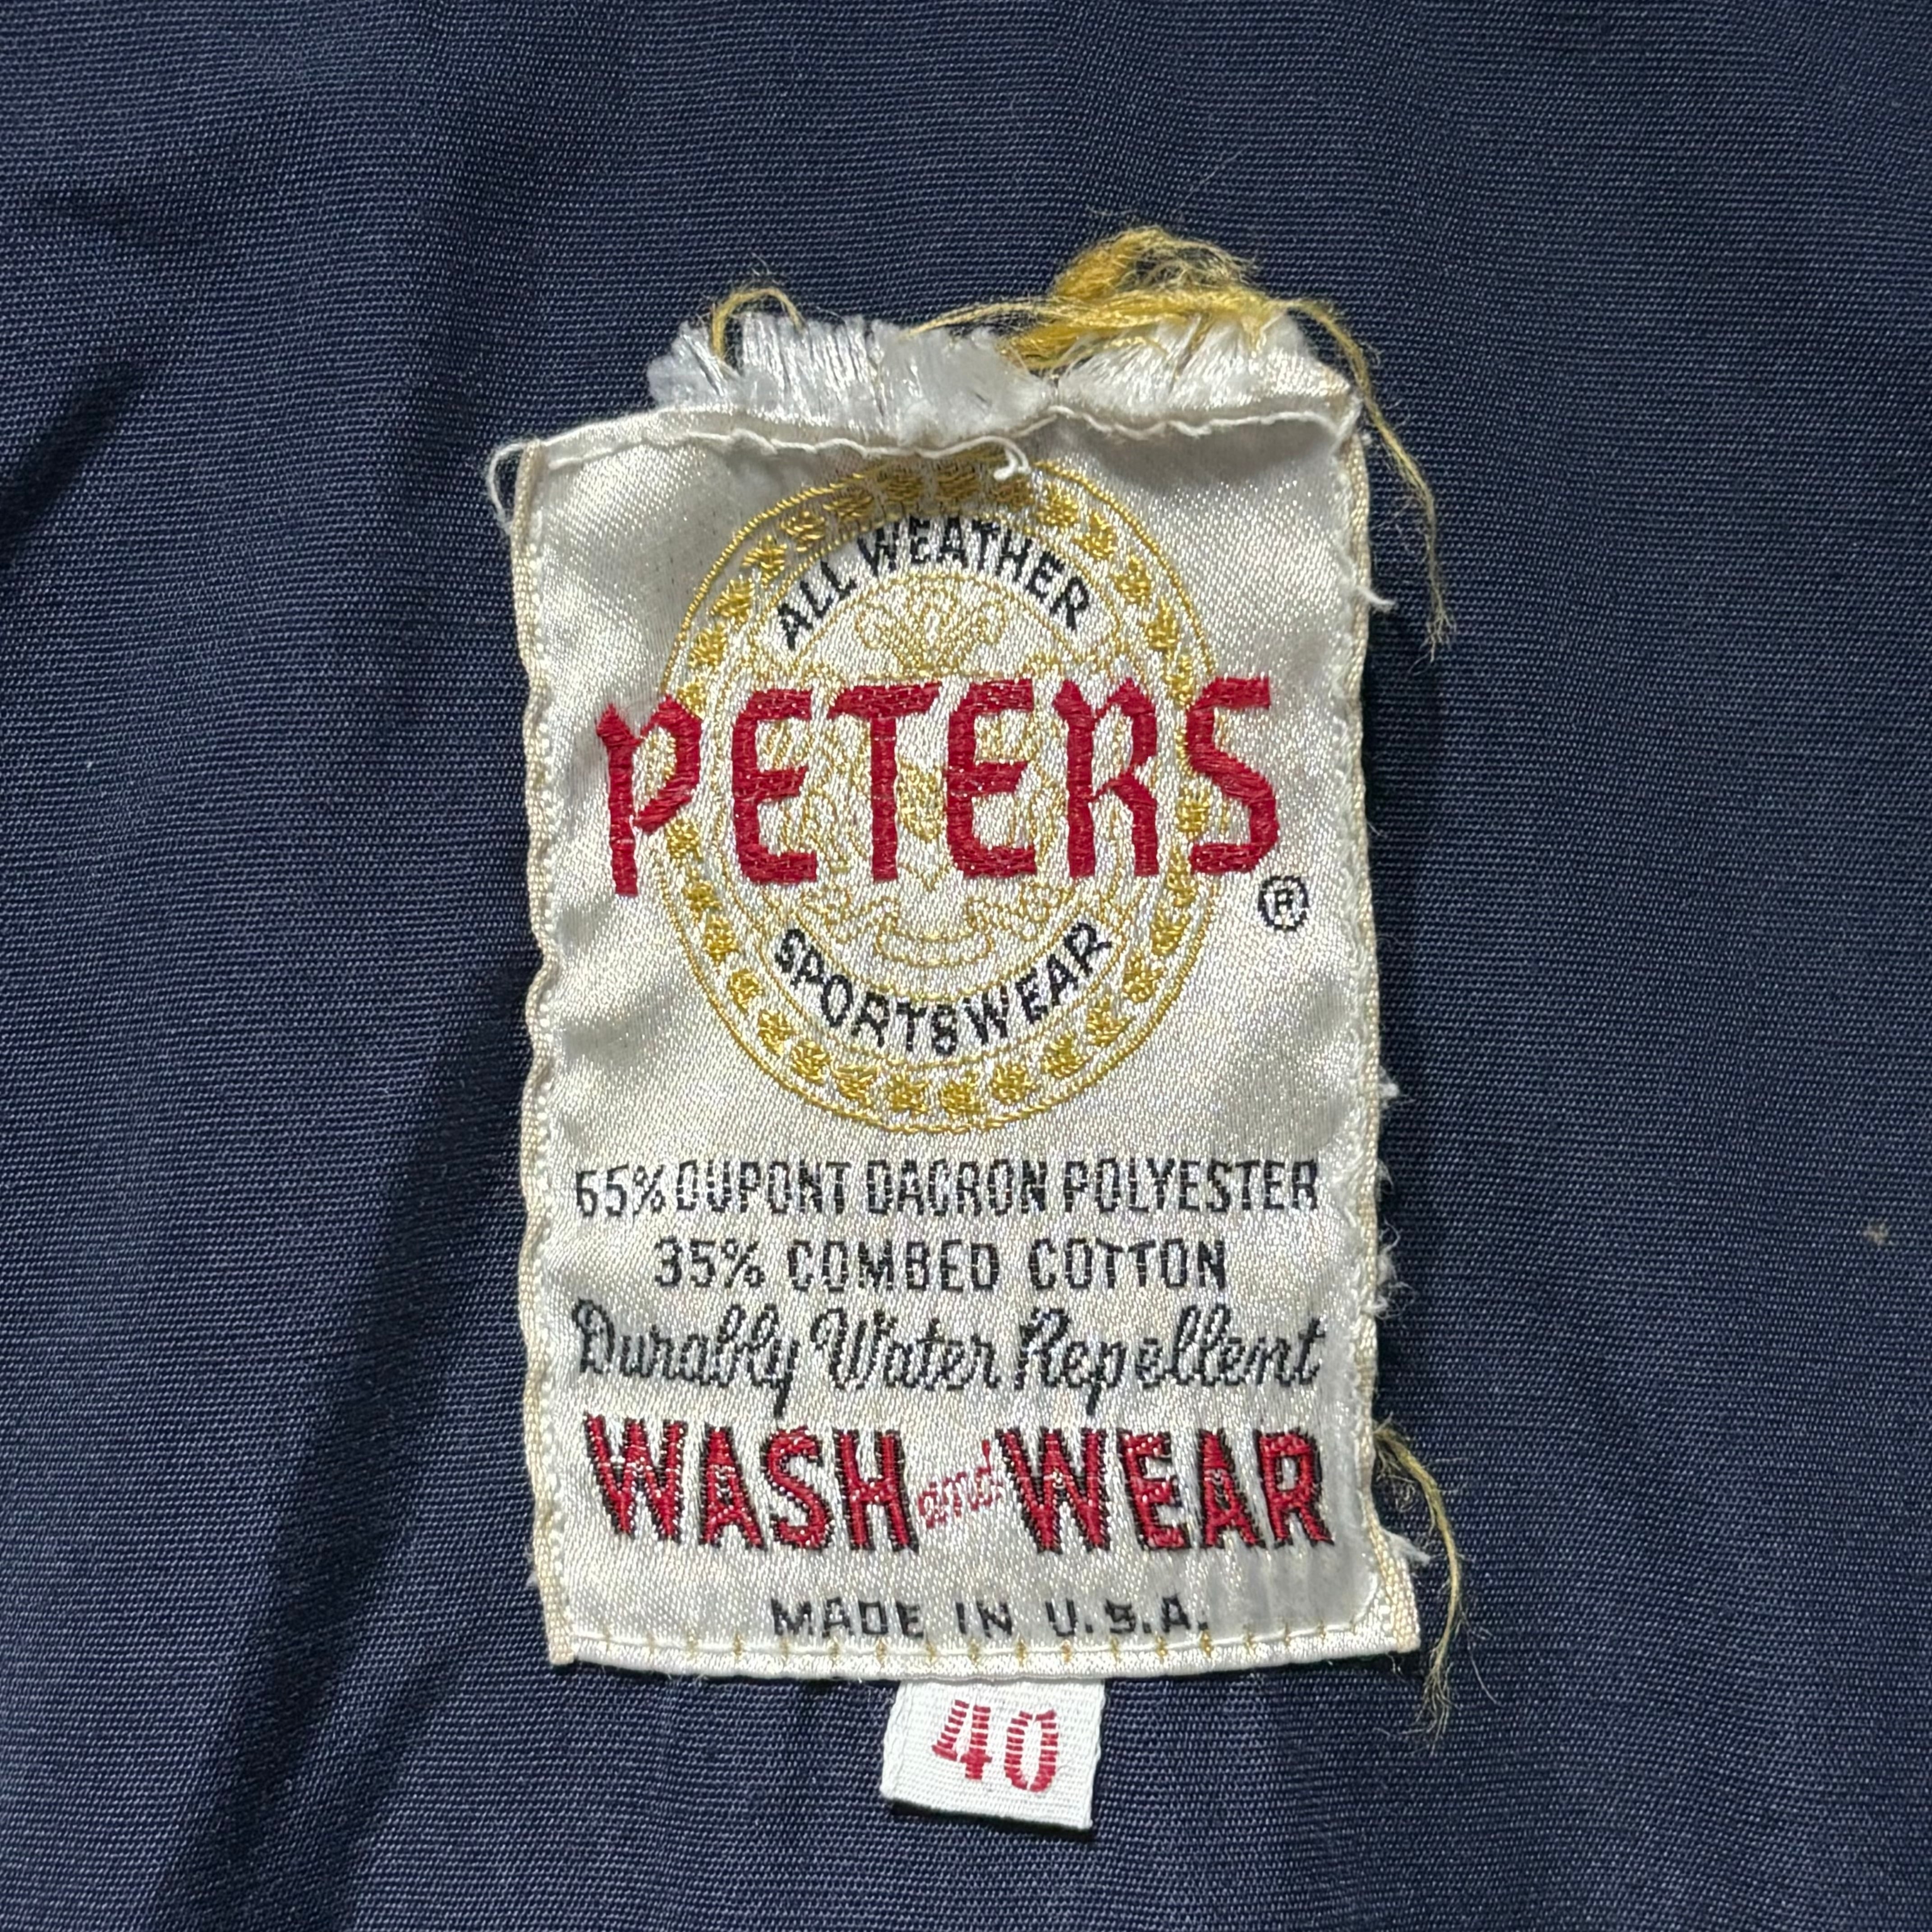 ALL WEATHER
PETERS
®
SPORTSWEAR
65% DUPONT DACRON POLYESTER
35% COMBED COTTON
Durably Water Repellent
WASH and WEAR
MADE IN U.S.A.
40